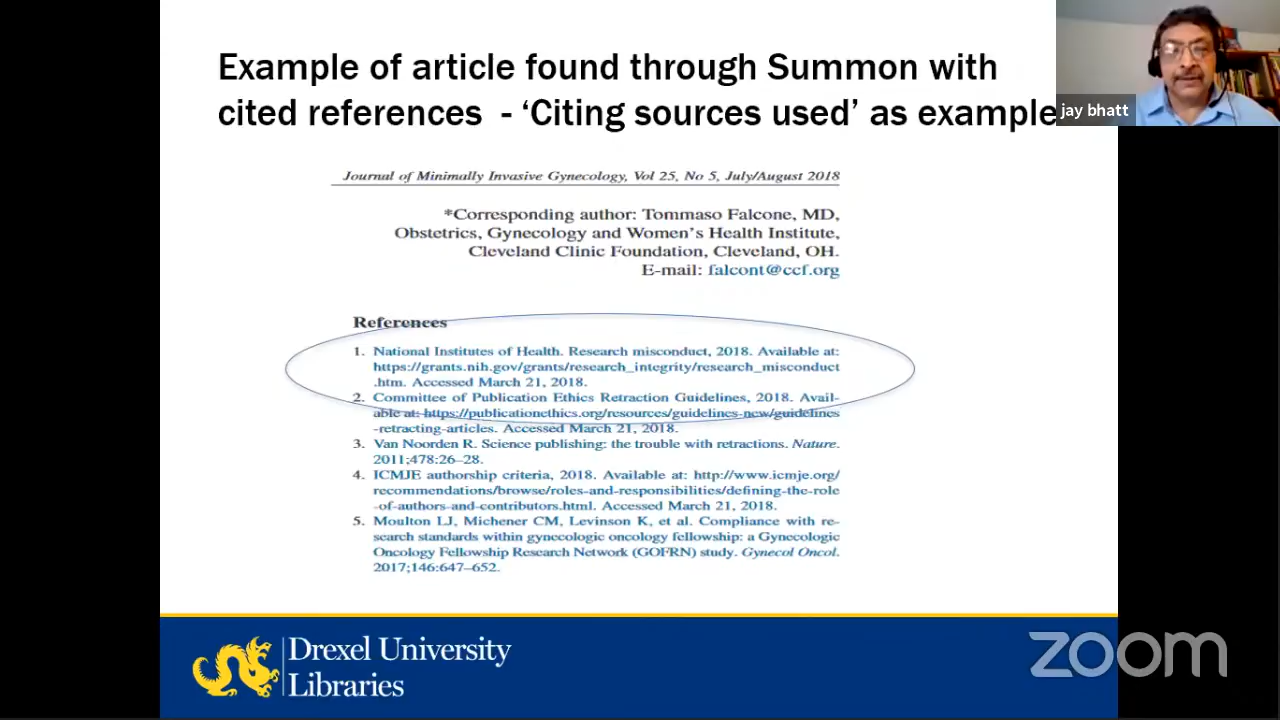 Example of article found through Summon with
cited references - ‘Citing sources used’ as example
jay bhatt
Journal of Minimally Invasive Gynecology, Vol 25, No 5, July/August 2018
*Corresponding author: Tommaso Falcone, MD,
Obstetrics, Gynecology and Women's Health Institute,
Cleveland Clinic Foundation, Cleveland, OH.
E-mail: falcont@ccf.org
References
1. National Institutes of Health. Research misconduct, 2018. Available at:
https://grants.nih.gov/grants/research_integrity/research_misconduct
.htm. Accessed March 21, 2018.
2. Committee of Publication Ethics Retraction Guidelines, 2018. Avail-
able at: https://publicationethics.org/resources/guidelines-new/guidelines
-retracting-articles. Accessed March 21, 2018.
3. Van Noorden R. Science publishing: the trouble with retractions. Nature.
2011;478:26–28.
4. ICMJE authorship criteria, 2018. Available at: http://www.icmje.org/
recommendations/browse/roles-and-responsibilities/defining-the-role
-of-authors-and-contributors.html. Accessed March 21, 2018.
5. Moulton LJ, Michener CM, Levinson K, et al. Compliance with re-
search standards within gynecologic oncology fellowship: a Gynecologic
Oncology Fellowship Research Network (GOFRN) study. Gynecol Oncol.
2017;146:647–652.
Drexel University
Libraries
zoom